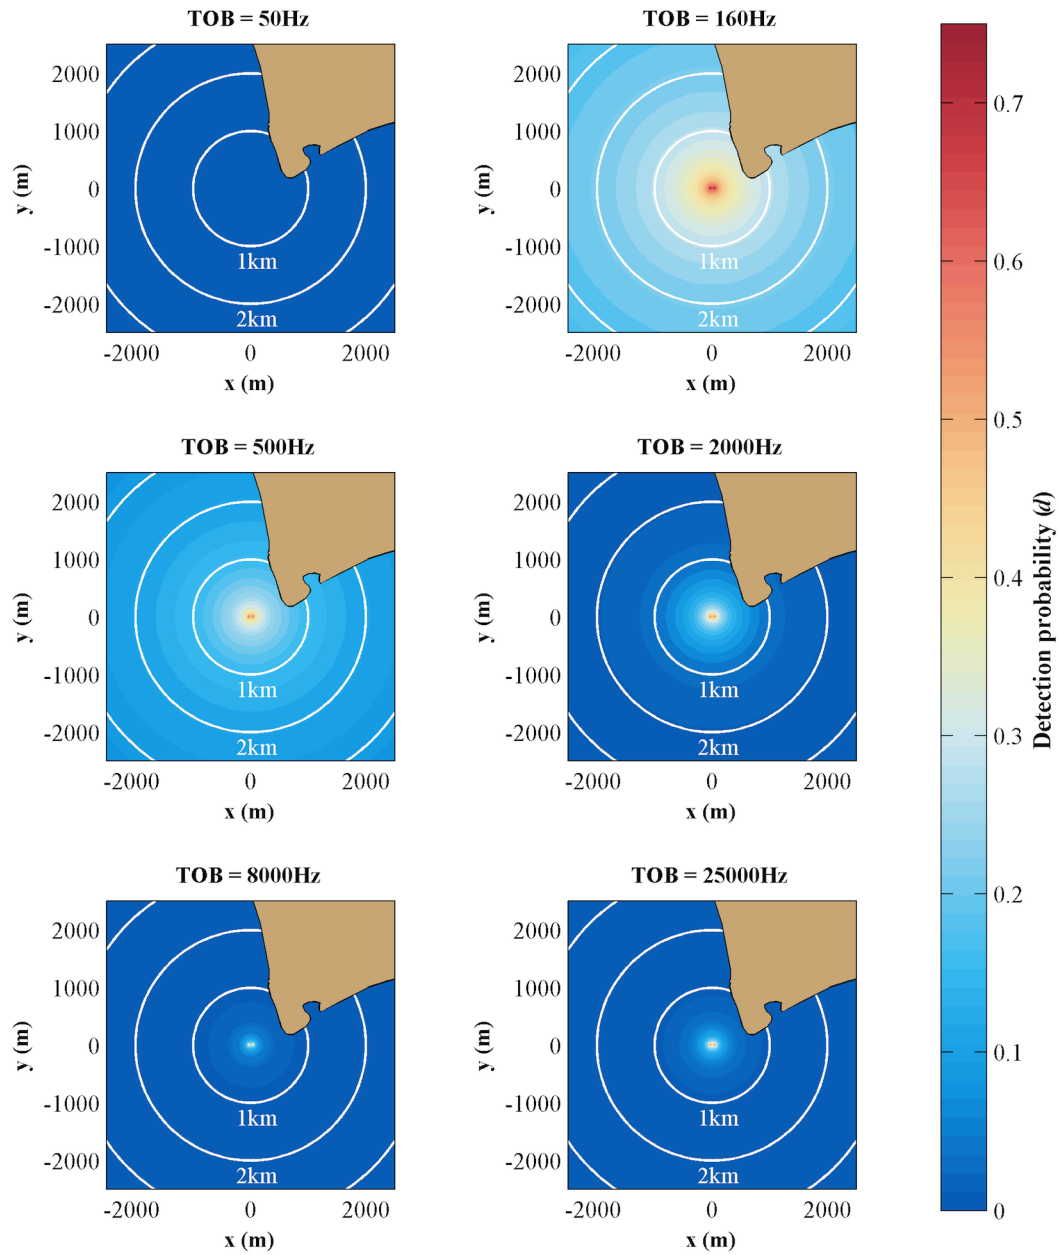 TOB = 50Hz
TOB = 160Hz
y (m)
2000
1000
0
-1000
-2000
1km
2km
-2000 0 2000
x (m)
y (m)
2000
1000
0
-1000
-2000
1km
2km
-2000 0 2000
x (m)
TOB = 500Hz
TOB = 2000Hz
y (m)
2000
1000
0
-1000
-2000
1km
2km
-2000 0 2000
x (m)
y (m)
2000
1000
0
-1000
-2000
1km
2km
-2000 0 2000
x (m)
TOB = 8000Hz
TOB = 25000Hz
y (m)
2000
1000
0
-1000
-2000
1km
2km
-2000 0 2000
x (m)
y (m)
2000
1000
0
-1000
-2000
1km
2km
-2000 0 2000
x (m)
0.7
0.6
0.5
0.4
0.3
0.2
0.1
0
Detection probability (d)